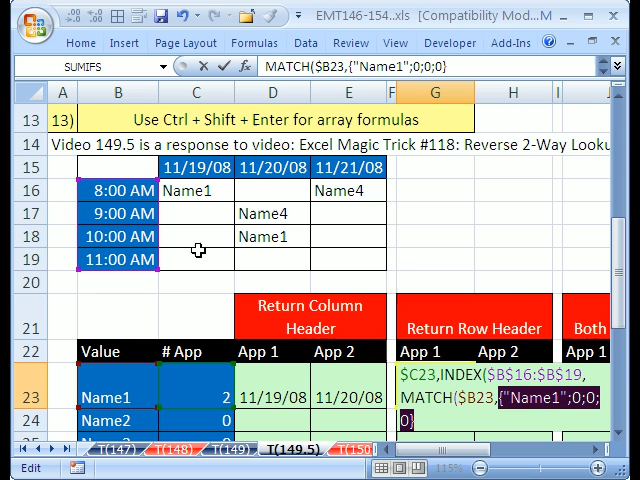 EMT146-154..xls [Compatibility Mod...M
Home Insert Page Layout Formulas Data Review View Developer Add-Ins
SUMIFS MATCH($B23,{"Name1";0;0;0}
A B C D E F G H I J
13 13) Use Ctrl + Shift + Enter for array formulas
14 Video 149.5 is a response to video: Excel Magic Trick #118: Reverse 2-Way Looku
15 11/19/08 11/20/08 11/21/08
16 8:00 AM Name1 Name4
17 9:00 AM Name4
18 10:00 AM Name1
19 11:00 AM
20
Return Column
21 Header Return Row Header Both
22 Value # App App 1 App 2 App 1 App 2 App 1
$C23,INDEX($B$16:$B$19,
MATCH($B23,{"Name1";0;0;
23 Name1 2 11/19/08 11/20/08 0}
24 Name2 0
T(147) T(148) T(149) T(149.5) T(150
Edit 115%